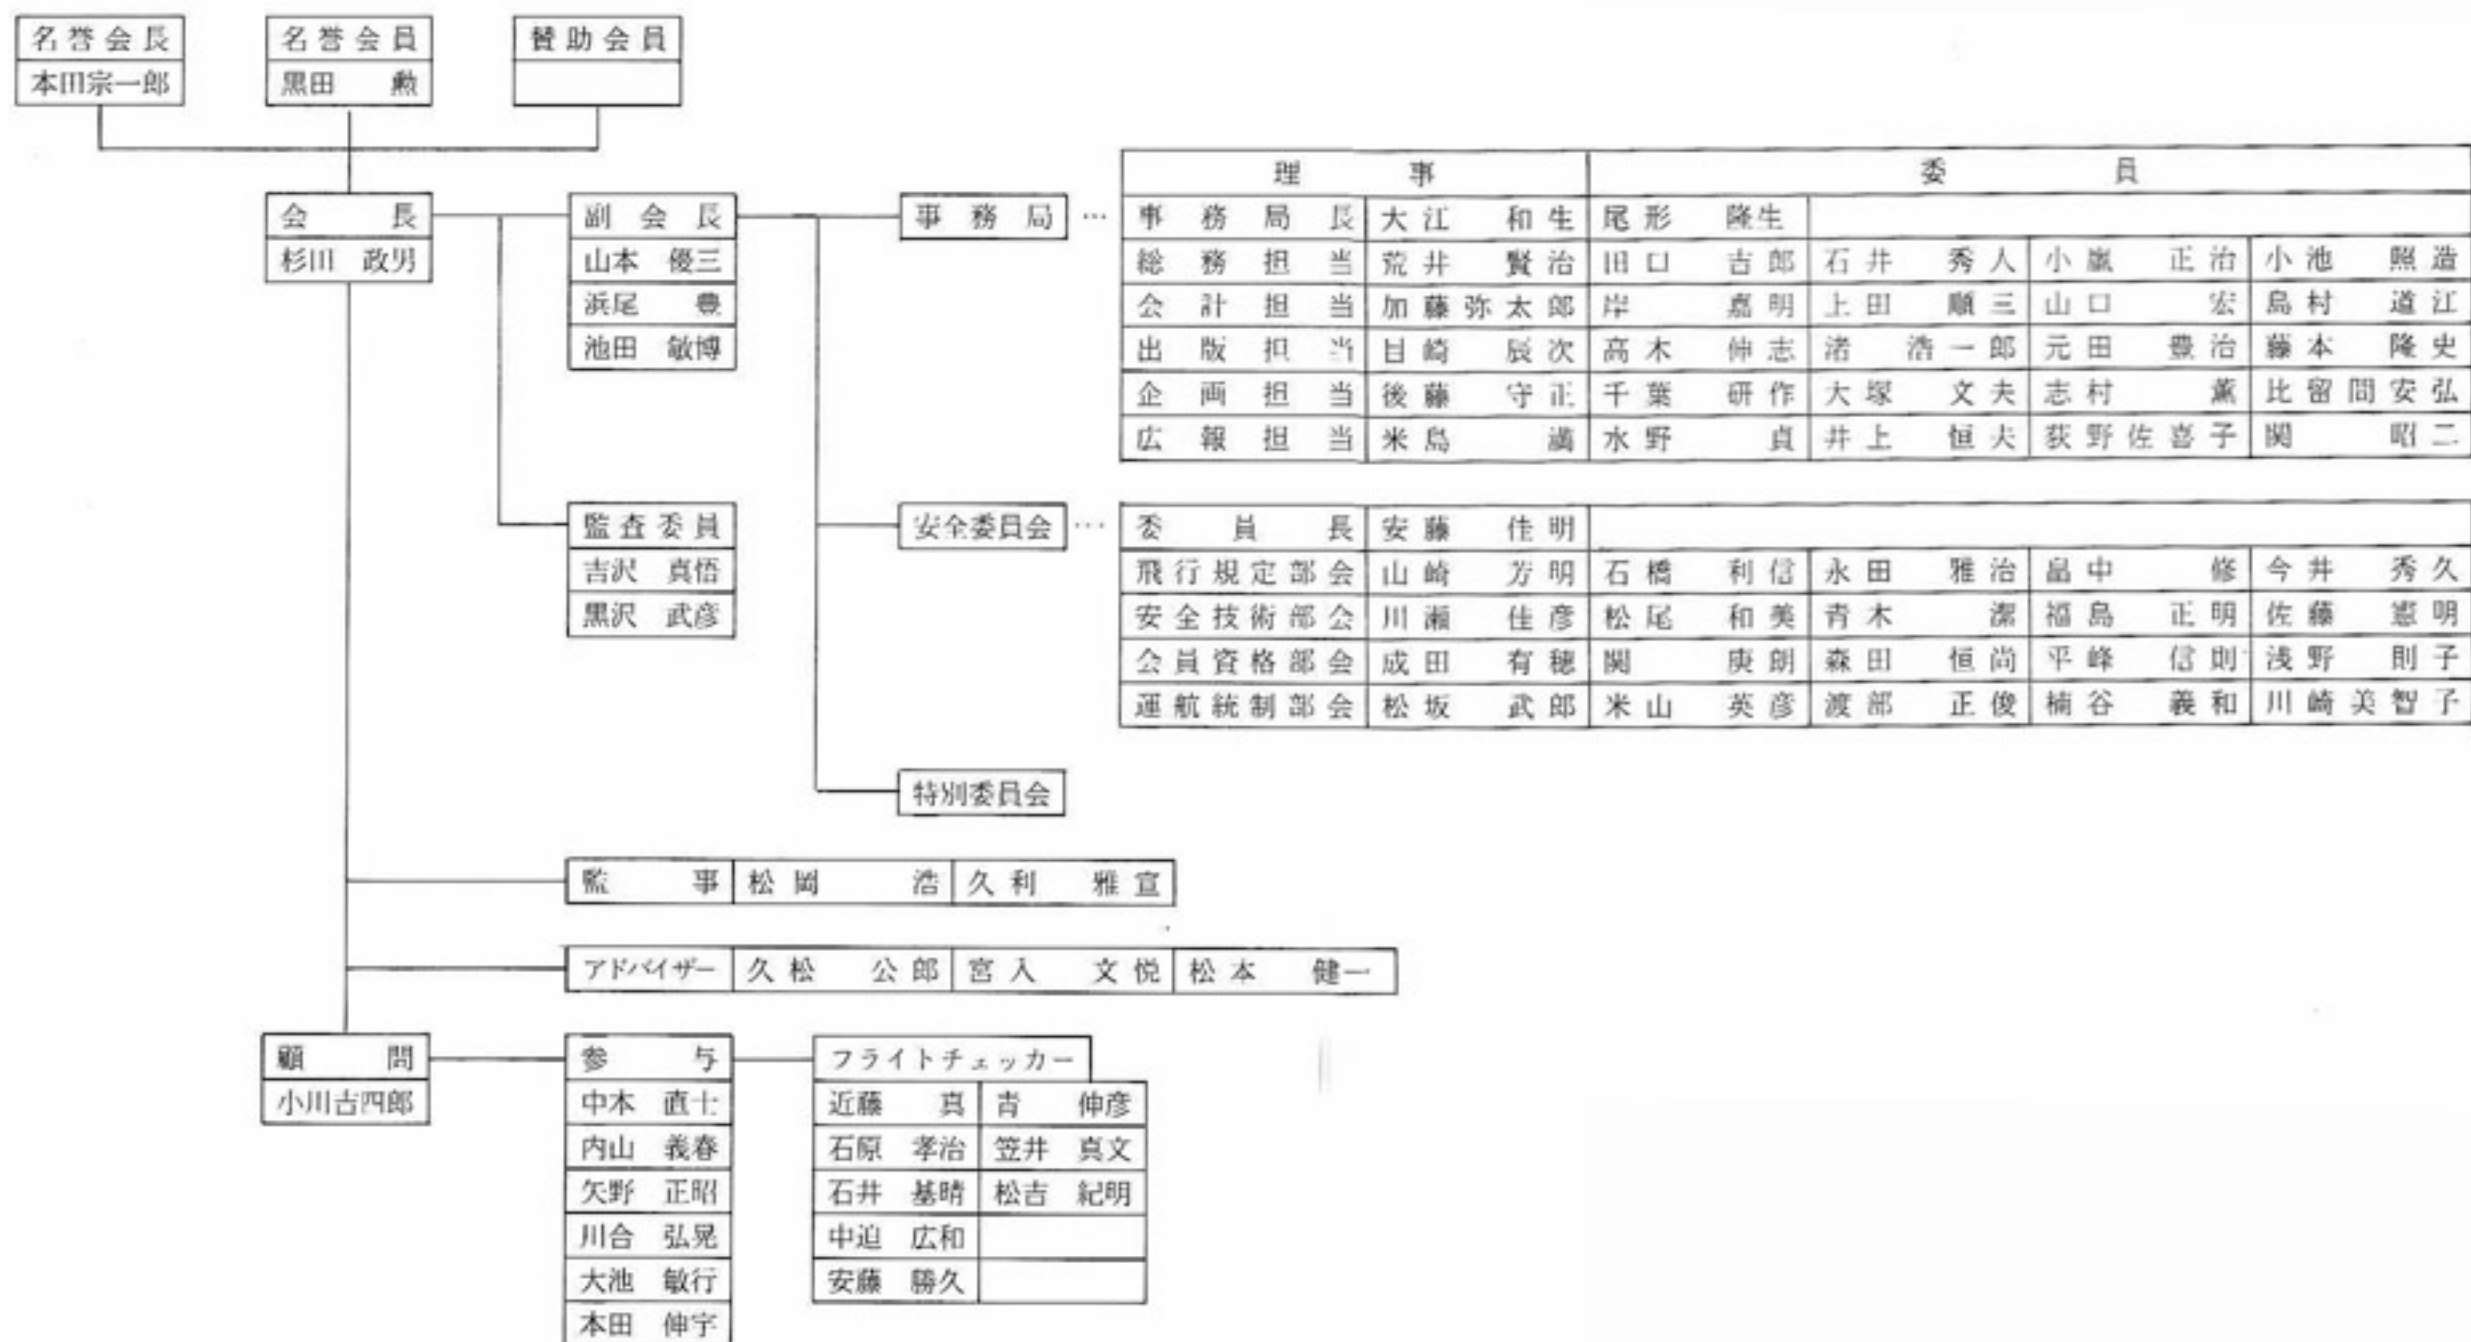 名誉会長 名誉会員 賛助会員
本田宗一郎 黒田 勲
会長 副会長 事務局 …
杉田 政男
山本 優三
浜尾 豊
池田 敏博
理事 委員
事務局長 大江 和生 尾形 隆生
総務担当 荒井 賢治 田口 吉郎 石井 秀人 小嵐 正治 小池 照造
会計担当 加藤弥太郎 岸 嘉明 上田 順三 山口 宏 島村 道江
出版担当 目崎 辰次 高木 伸志 渚 浩一郎 元田 豊治 藤本 隆史
企画担当 後藤 守正 千葉 研作 大塚 文夫 志村 薫 比留間安弘
広報担当 米島 満 水野 貞 井上 恒夫 荻野佐喜子 関 昭二
監査委員
吉沢 真悟
黒沢 武彦
安全委員会 …
委員長 安藤 佳明
飛行規定部会 山崎 芳明 石橋 利信 永田 雅治 畠中 修 今井 秀久
安全技術部会 川瀬 佳彦 松尾 和美 青木 潔 福島 正明 佐藤 憲明
会員資格部会 成田 有穂 関 庚朗 森田 恒尚 平峰 信則 浅野 則子
運航統制部会 松坂 武郎 米山 英彦 渡部 正俊 楠谷 義和 川崎美智子
特別委員会
監事 松岡 浩 久利 雅宣
アドバイザー 久松 公郎 宮入 文悦 松本 健一
顧問 参与 フライトチェッカー
小川吉四郎 中本 直士 近藤 真 青 伸彦
内山 義春 石原 孝治 笠井 真文
矢野 正昭 石井 基晴 松吉 紀明
川合 弘晃 中迫 広和
大池 敏行 安藤 勝久
本田 伸宇